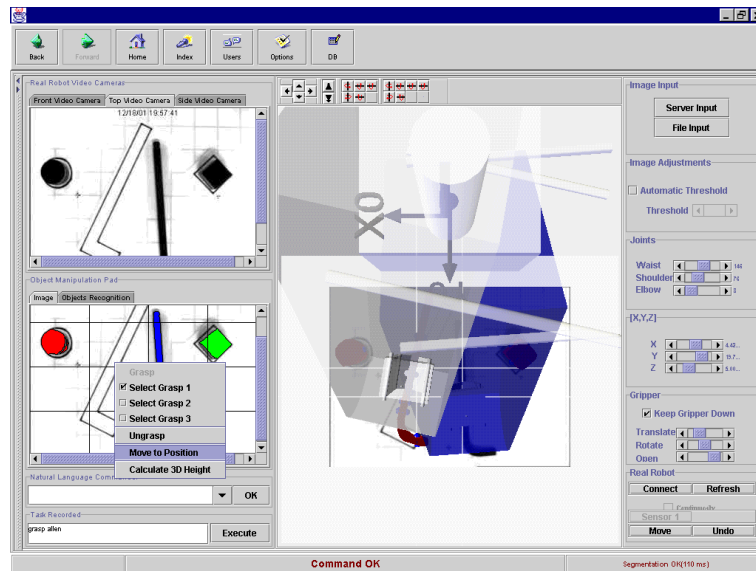 Back
Forward
Home
Index
Users
Options
DB
Real Robot Video Cameras
Front Video Camera
Top Video Camera
Side Video Camera
12/18/01 19:57:41
Object Manipulation Pad
Image
Objects Recognition
Grasp
Select Grasp 1
Select Grasp 2
Select Grasp 3
Ungrasp
Move to Position
Calculate 3D Height
Natural Language
OK
Task Recorded
grasp allen
Execute
X0
Image Input
Server Input
File Input
Image Adjustments
Automatic Threshold
Threshold
Joints
Waist
Shoulder
Elbow
[X,Y,Z]
X
Y
Z
Gripper
Keep Gripper Down
Translate
Rotate
Open
Real Robot
Connect
Refresh
Sensor 1
Move
Undo
Command OK
Segmentation OK(110 ms)